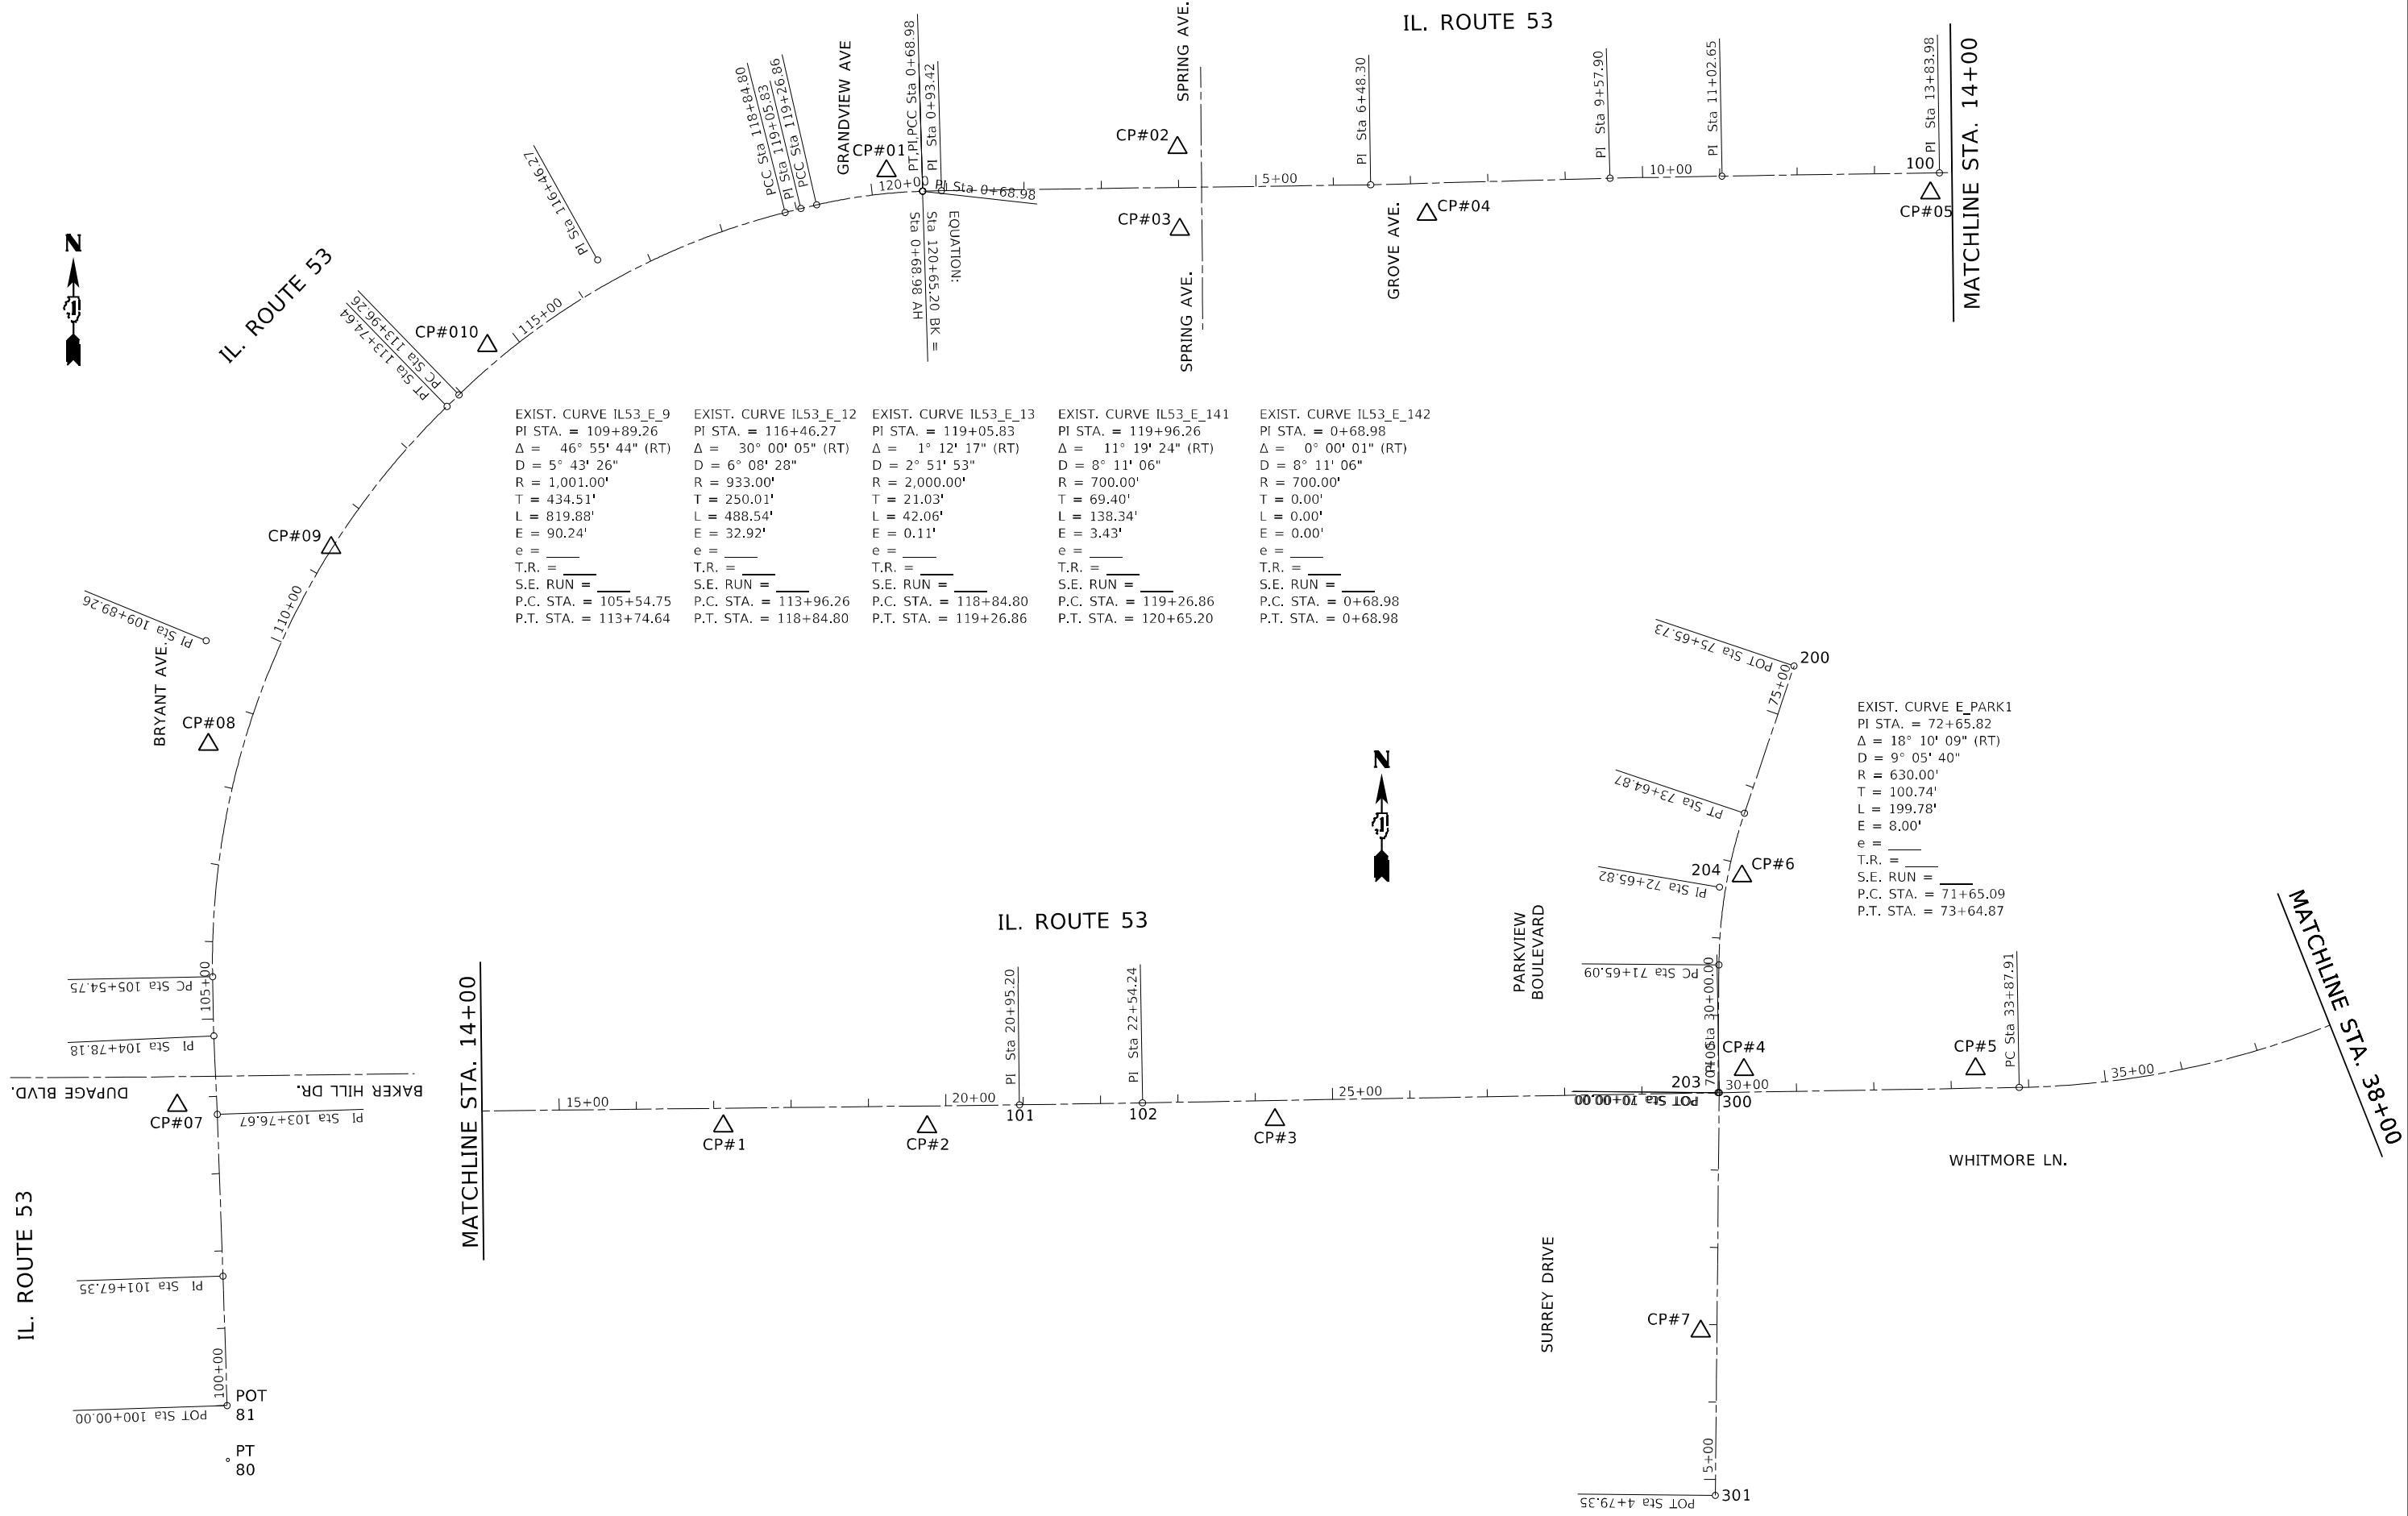 IL. ROUTE 53
SPRING AVE.
GRANDVIEW AVE
PT,PI,PCC Sta 0+68.98
PI Sta 0+93.42
PCC Sta 118+84.80
PI Sta 119+05.83
PCC Sta 119+26.86
CP#01
CP#02
CP#03
120+00
PI Sta 0+68.98
EQUATION:
Sta 120+65.20 BK =
Sta 0+68.98 AH
SPRING AVE.
5+00
PI Sta 6+48.30
GROVE AVE.
CP#04
PI Sta 9+57.90
10+00
PI Sta 11+02.65
PI Sta 13+83.98
100
CP#05
MATCHLINE STA. 14+00
N
IL. ROUTE 53
PI Sta 116+46.27
115+00
CP#010
PC Sta 113+96.26
PT Sta 113+74.64
CP#09
110+00
PI Sta 109+89.26
BRYANT AVE.
CP#08
EXIST. CURVE IL53_E_9
PI STA. = 109+89.26
Δ = 46° 55' 44" (RT)
D = 5° 43' 26"
R = 1,001.00'
T = 434.51'
L = 819.88'
E = 90.24'
e = ____
T.R. = ____
S.E. RUN = ____
P.C. STA. = 105+54.75
P.T. STA. = 113+74.64
EXIST. CURVE IL53_E_12
PI STA. = 116+46.27
Δ = 30° 00' 05" (RT)
D = 6° 08' 28"
R = 933.00'
T = 250.01'
L = 488.54'
E = 32.92'
e = ____
T.R. = ____
S.E. RUN = ____
P.C. STA. = 113+96.26
P.T. STA. = 118+84.80
EXIST. CURVE IL53_E_13
PI STA. = 119+05.83
Δ = 1° 12' 17" (RT)
D = 2° 51' 53"
R = 2,000.00'
T = 21.03'
L = 42.06'
E = 0.11'
e = ____
T.R. = ____
S.E. RUN = ____
P.C. STA. = 118+84.80
P.T. STA. = 119+26.86
EXIST. CURVE IL53_E_141
PI STA. = 119+96.26
Δ = 11° 19' 24" (RT)
D = 8° 11' 06"
R = 700.00'
T = 69.40'
L = 138.34'
E = 3.43'
e = ____
T.R. = ____
S.E. RUN = ____
P.C. STA. = 119+26.86
P.T. STA. = 120+65.20
EXIST. CURVE IL53_E_142
PI STA. = 0+68.98
Δ = 0° 00' 01" (RT)
D = 8° 11' 06"
R = 700.00'
T = 0.00'
L = 0.00'
E = 0.00'
e = ____
T.R. = ____
S.E. RUN = ____
P.C. STA. = 0+68.98
P.T. STA. = 0+68.98
PC Sta 105+54.75
105+00
PI Sta 104+78.18
DUPAGE BLVD.
BAKER HILL DR.
CP#07
PI Sta 103+76.67
IL. ROUTE 53
PI Sta 101+67.35
100+00
POT Sta 100+00.00
POT
81
PT
80
N
IL. ROUTE 53
MATCHLINE STA. 14+00
15+00
CP#1
20+00
CP#2
PI Sta 20+95.20
101
PI Sta 22+54.24
102
CP#3
25+00
POT Sta 75+65.73
200
75+00
PT Sta 73+64.87
204
CP#6
PI Sta 72+65.82
PARKVIEW
BOULEVARD
PC Sta 71+65.09
EXIST. CURVE E_PARK1
PI STA. = 72+65.82
Δ = 18° 10' 09" (RT)
D = 9° 05' 40"
R = 630.00'
T = 100.74'
L = 199.78'
E = 8.00'
e = ____
T.R. = ____
S.E. RUN = ____
P.C. STA. = 71+65.09
P.T. STA. = 73+64.87
Sta 30+00.00
CP#4
203
30+00
300
POT Sta 70+00.00
CP#5
PC Sta 33+87.91
35+00
MATCHLINE STA. 38+00
WHITMORE LN.
SURREY DRIVE
CP#7
5+00
POT Sta 4+79.35
301